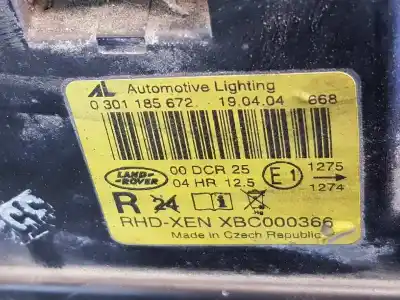 AL Automotive Lighting
0 301 185 672 19.04.04 668
LAND-ROVER
00 DCR 25
04 HR 12.5
E1
1275
1274
R 24
RHD-XEN XBC000366
Made in Czech Republic